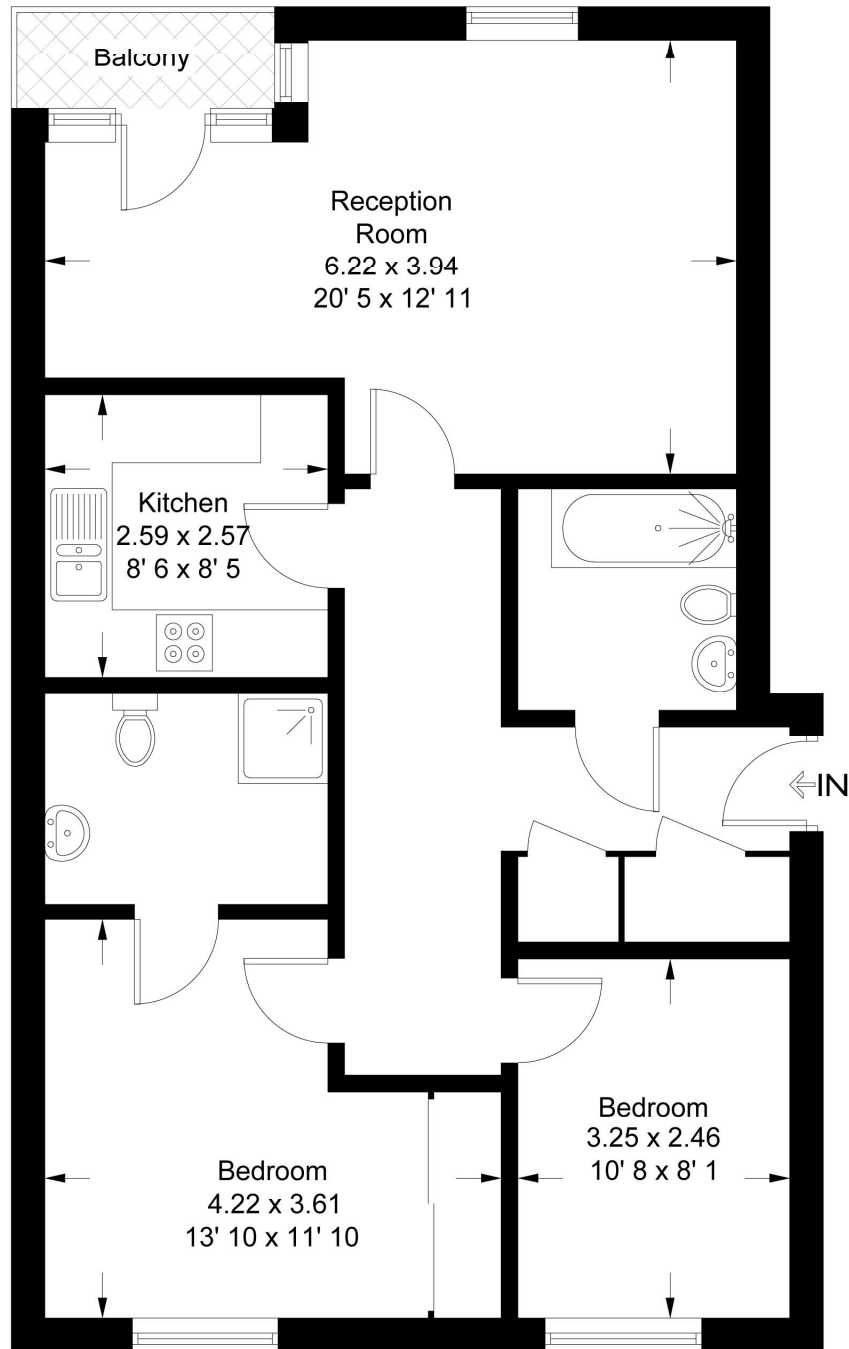 Balcony
Reception
Room
6.22 x 3.94
20' 5 x 12' 11
Kitchen
2.59 x 2.57
8' 6 x 8' 5
IN
Bedroom
3.25 x 2.46
10' 8 x 8' 1
Bedroom
4.22 x 3.61
13' 10 x 11' 10